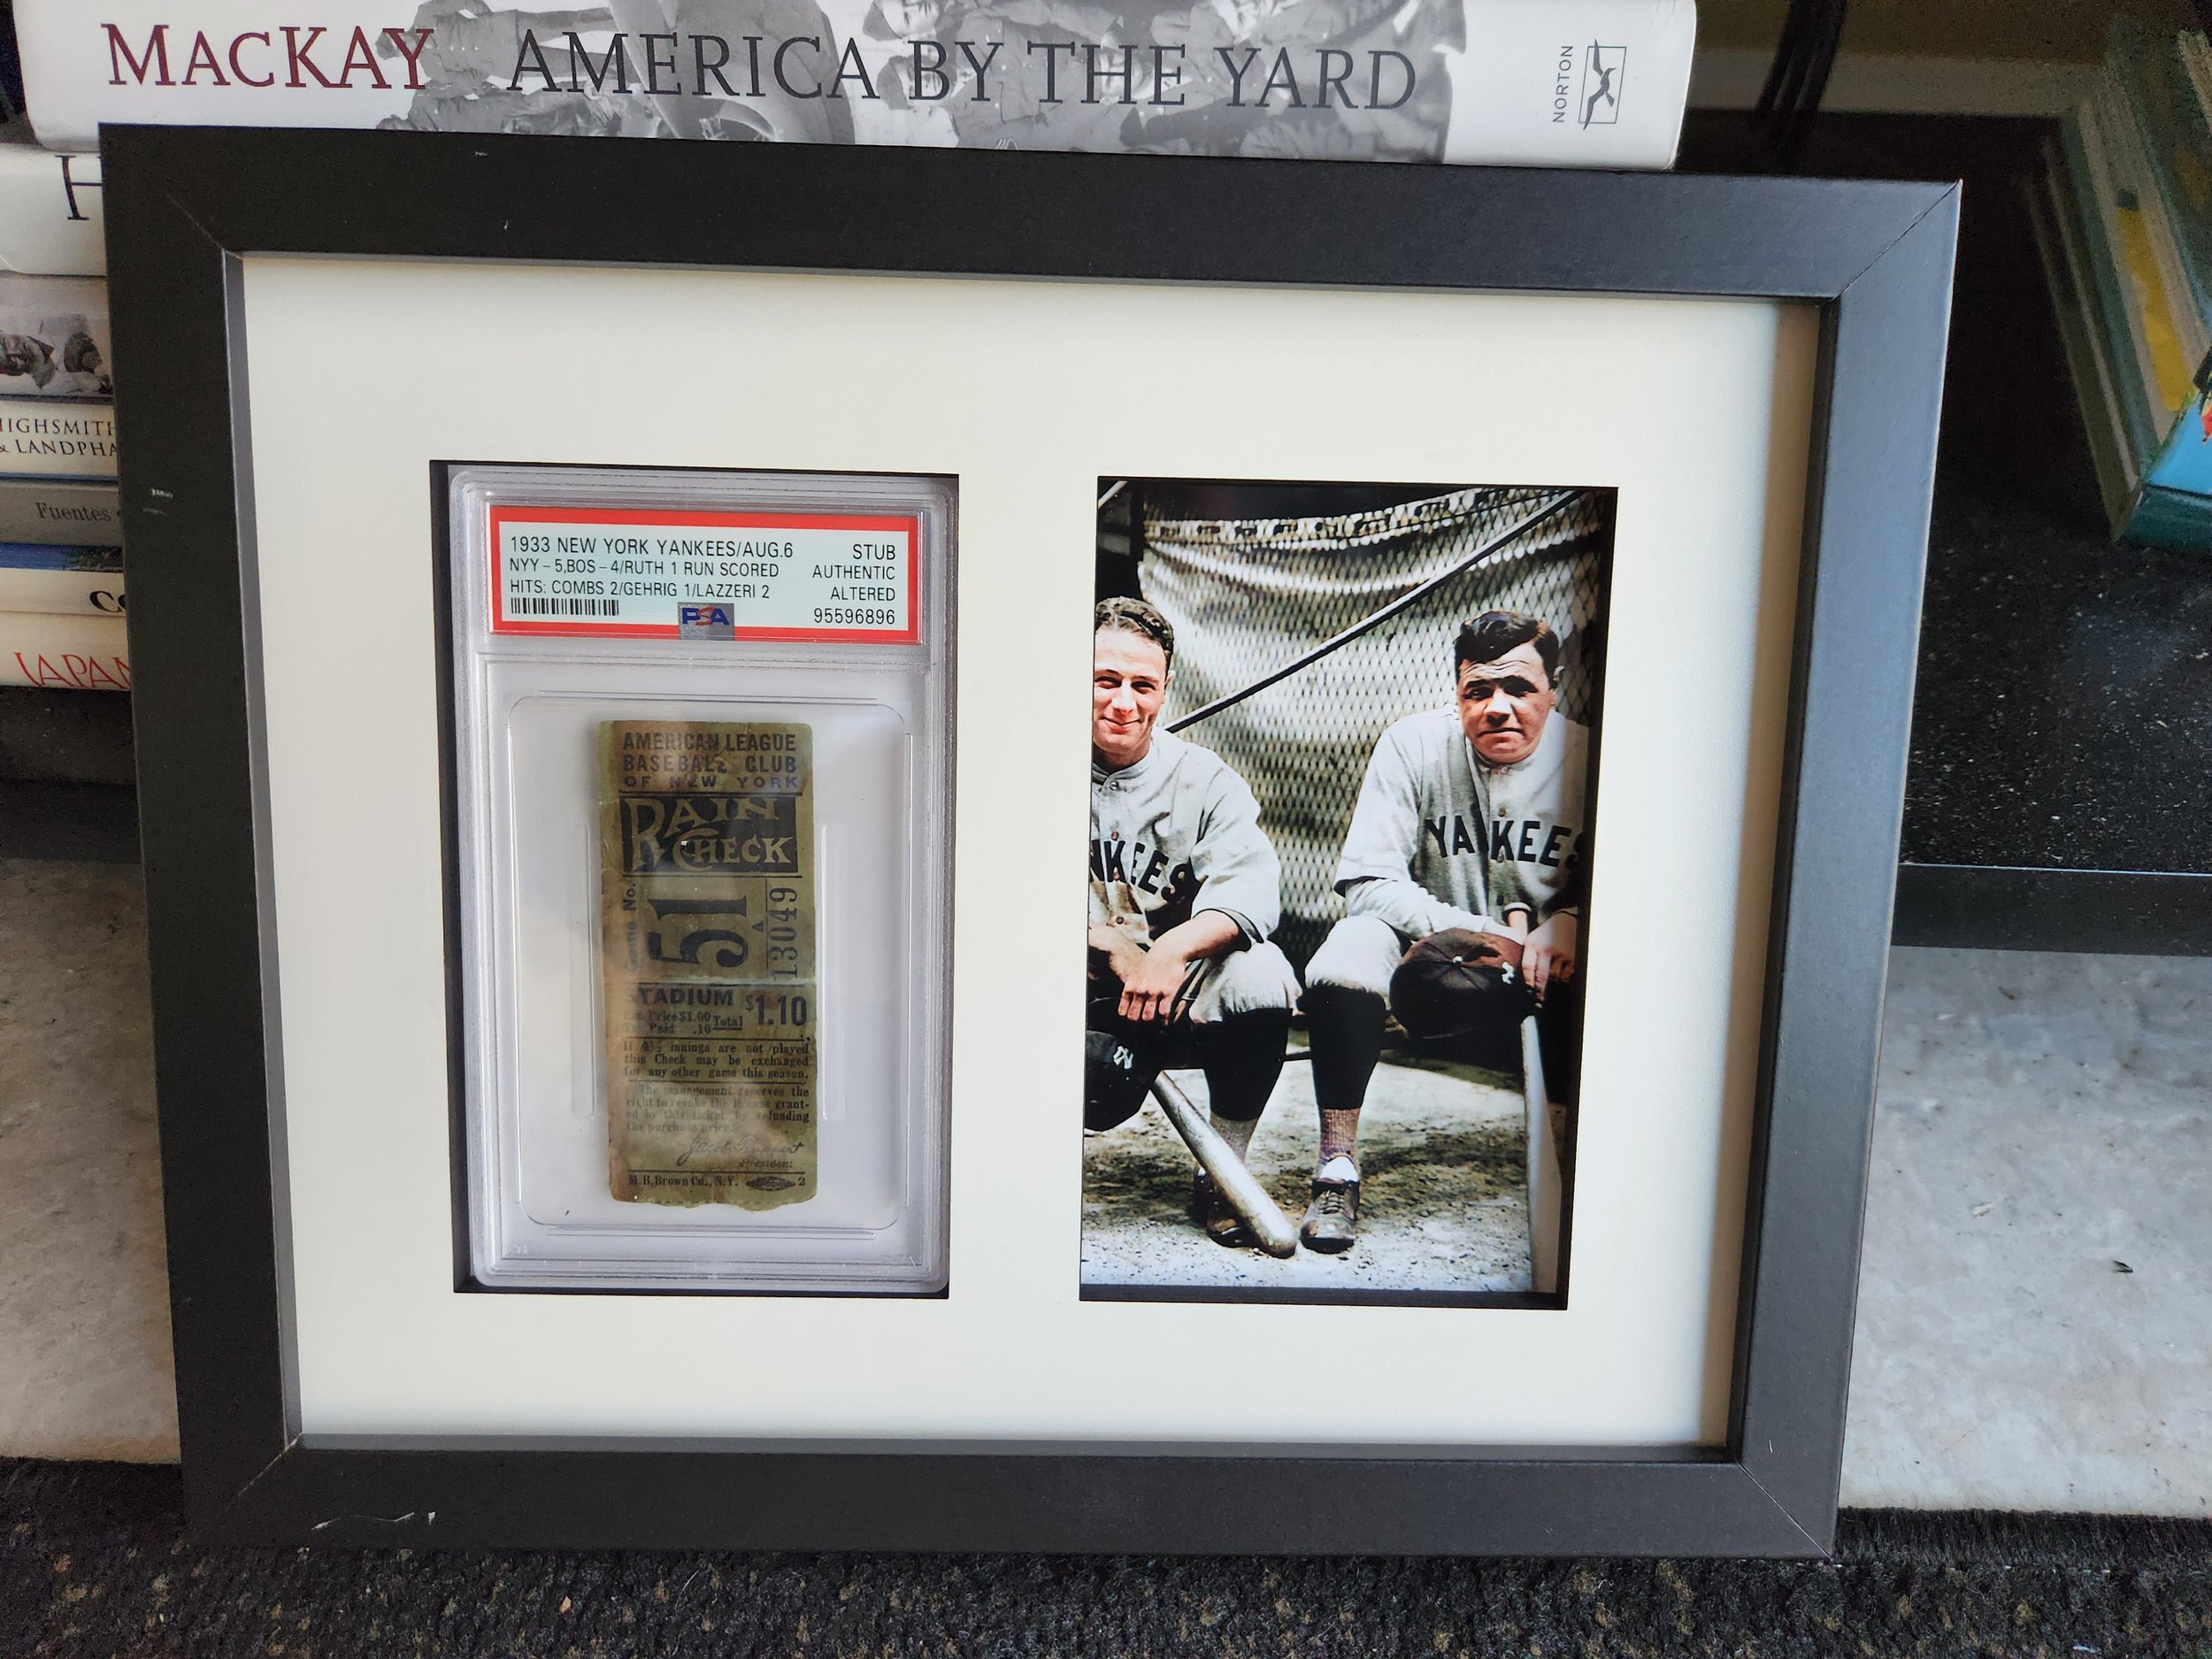 MACKAY AMERICA BY THE YARD NORTON
HIGHSMITH
& LANDPHA
Fuentes
JAPAN
1933 NEW YORK YANKEES/AUG.6 STUB
NYY-5,BOS-4/RUTH 1 RUN SCORED AUTHENTIC
HITS: COMBS 2/GEHRIG 1/LAZZERI 2 ALTERED
PSA 95596896
AMERICAN LEAGUE
BASEBALL CLUB
OF NEW YORK
RAIN
CHECK
Game No. 51 A 13049
STADIUM $1.10
Est. Price $1.00 Total
Tax Paid .10
If 4½ innings are not played
this Check may be exchanged
for any other game this season.
The management reserves the
right to revoke the license grant-
ed by this ticket by refunding
the purchase price.
Jacob Ruppert
President
M.B. Brown Co., N.Y. 2
NKEES
YANKEES
NY